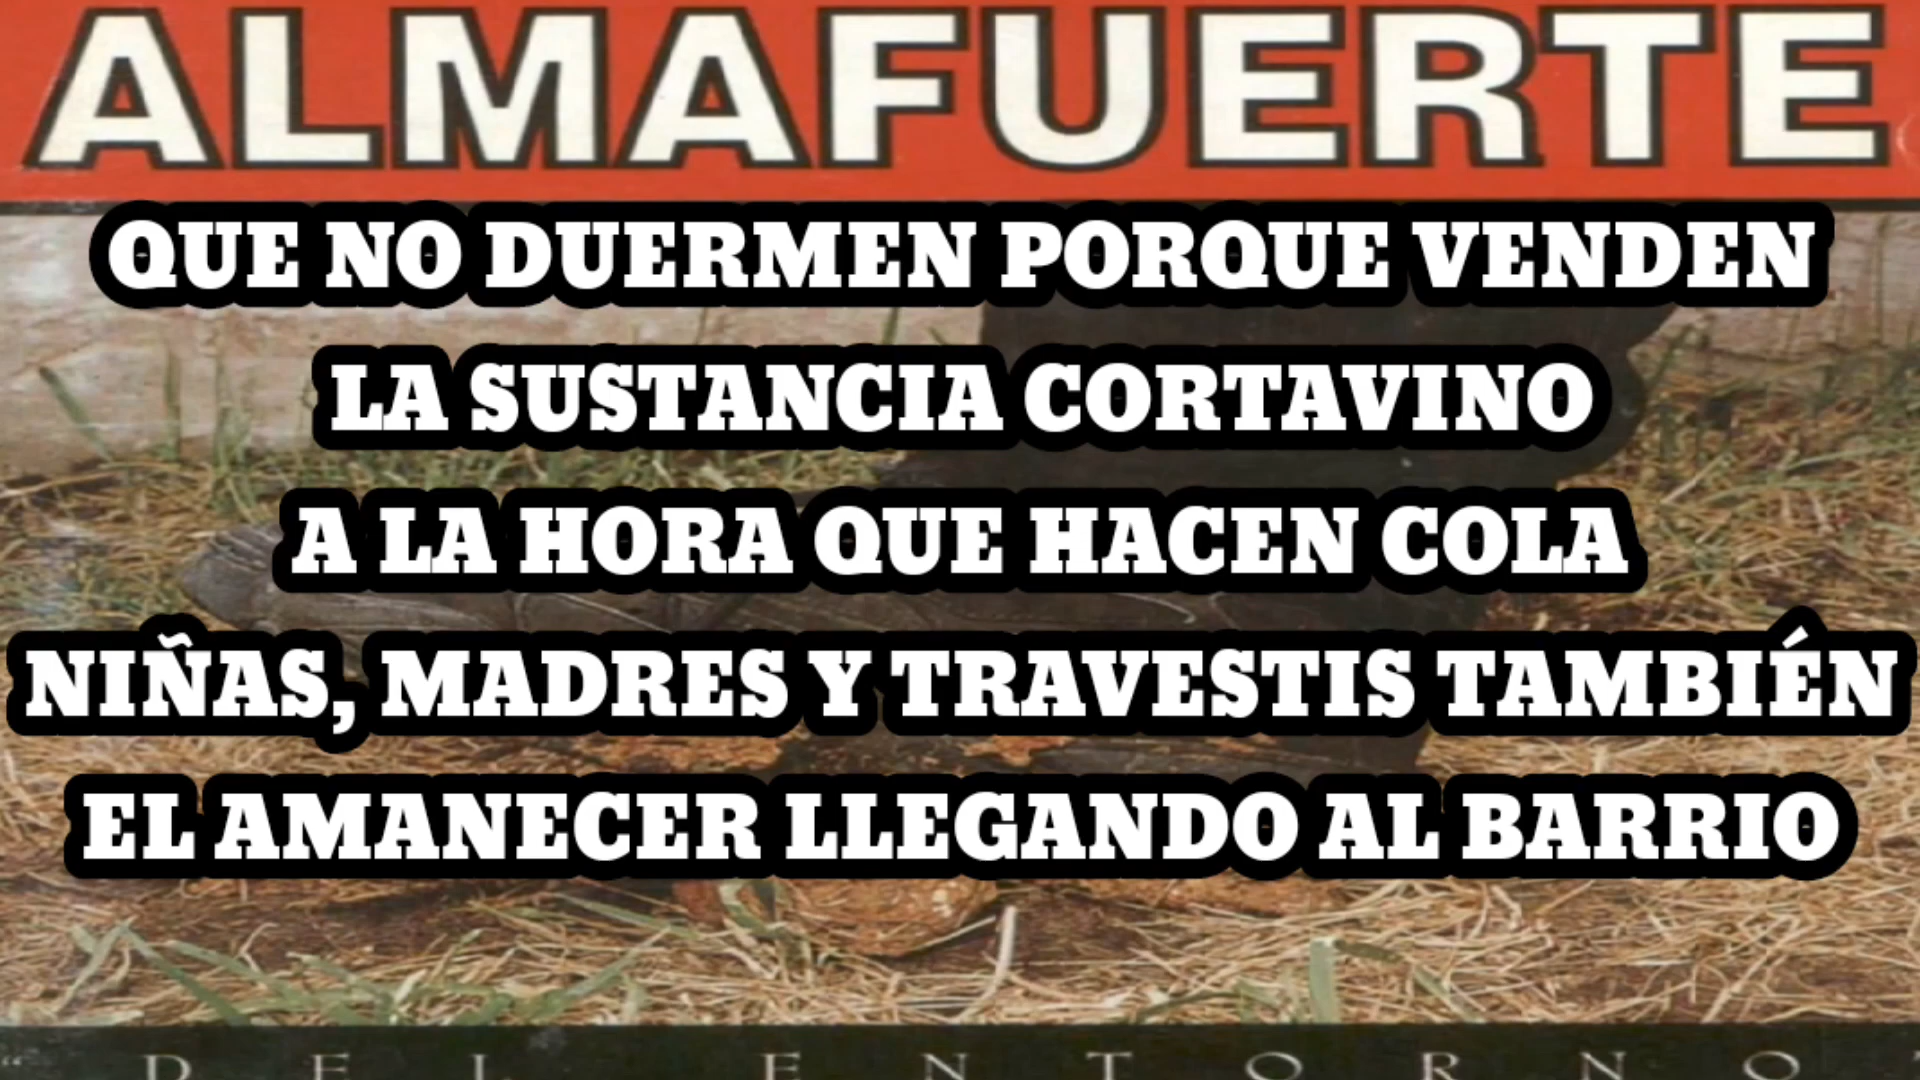 ALMAFUERTE
QUE NO DUERMEN PORQUE VENDEN
LA SUSTANCIA CORTAVINO
A LA HORA QUE HACEN COLA
NIÑAS, MADRES Y TRAVESTIS TAMBIÉN
EL AMANECER LLEGANDO AL BARRIO
“DEL ENTORNO”